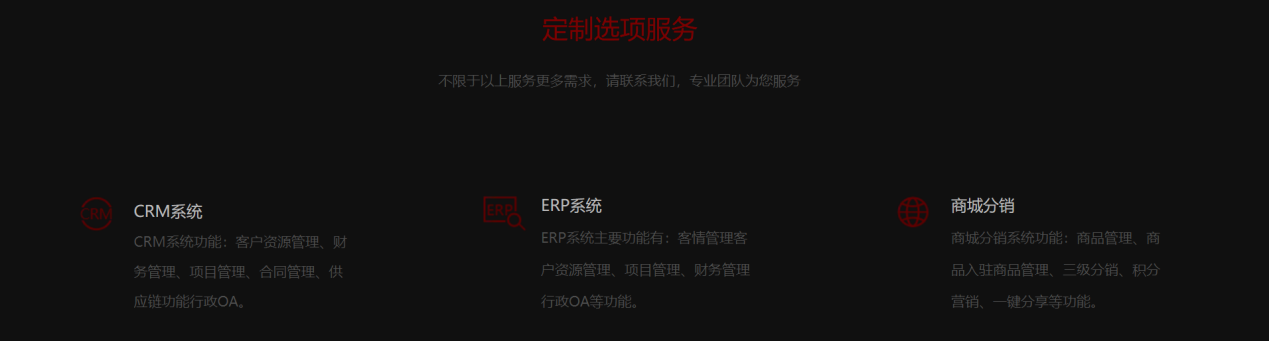 定制选项服务
不限于以上服务更多需求，请联系我们，专业团队为您服务
CRM
CRM系统
CRM系统功能：客户资源管理、财
务管理、项目管理、合同管理、供
应链功能行政OA。
ERP
ERP系统
ERP系统主要功能有：客情管理客
户资源管理、项目管理、财务管理
行政OA等功能。
商城分销
商城分销系统功能：商品管理、商
品入驻商品管理、三级分销、积分
营销、一键分享等功能。